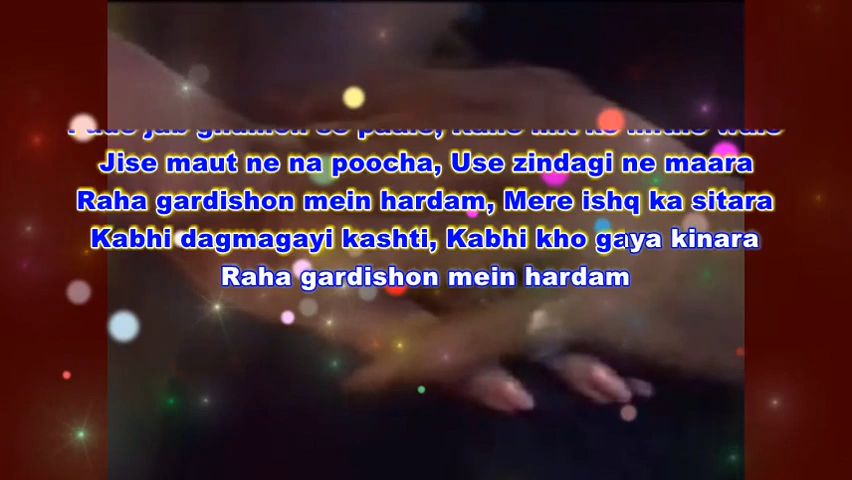 Jise maut ne na poocha, Use zindagi ne maara
Raha gardishon mein hardam, Mere ishq ka sitara
Kabhi dagmagayi kashti, Kabhi kho gaya kinara
Raha gardishon mein hardam